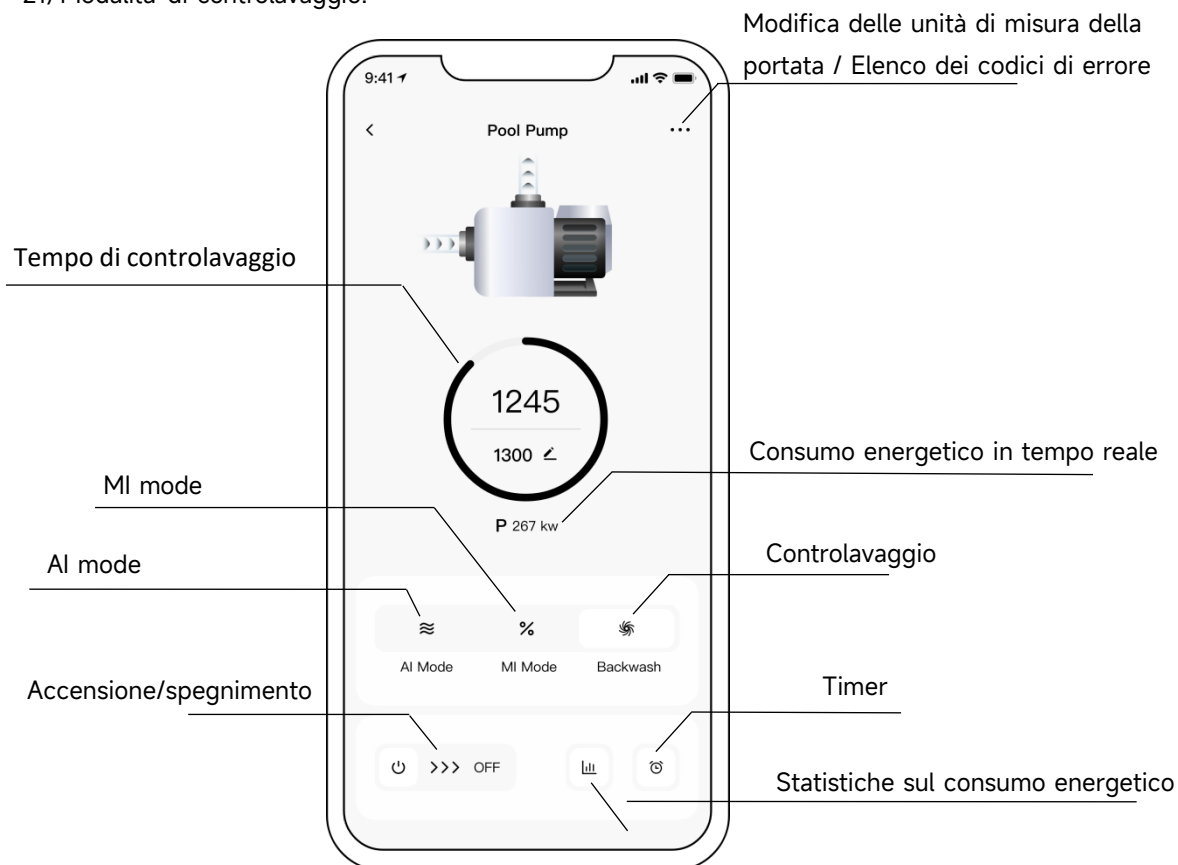 Modalità di controlavaggio:
Modifica delle unità di misura della
portata / Elenco dei codici di errore
9:41
Pool Pump
Tempo di controlavaggio
1245
1300
Consumo energetico in tempo reale
MI mode
P 267 kw
Controlavaggio
AI mode
AI Mode
MI Mode
Backwash
Accensione/spegnimento
Timer
>>> OFF
Statistiche sul consumo energetico